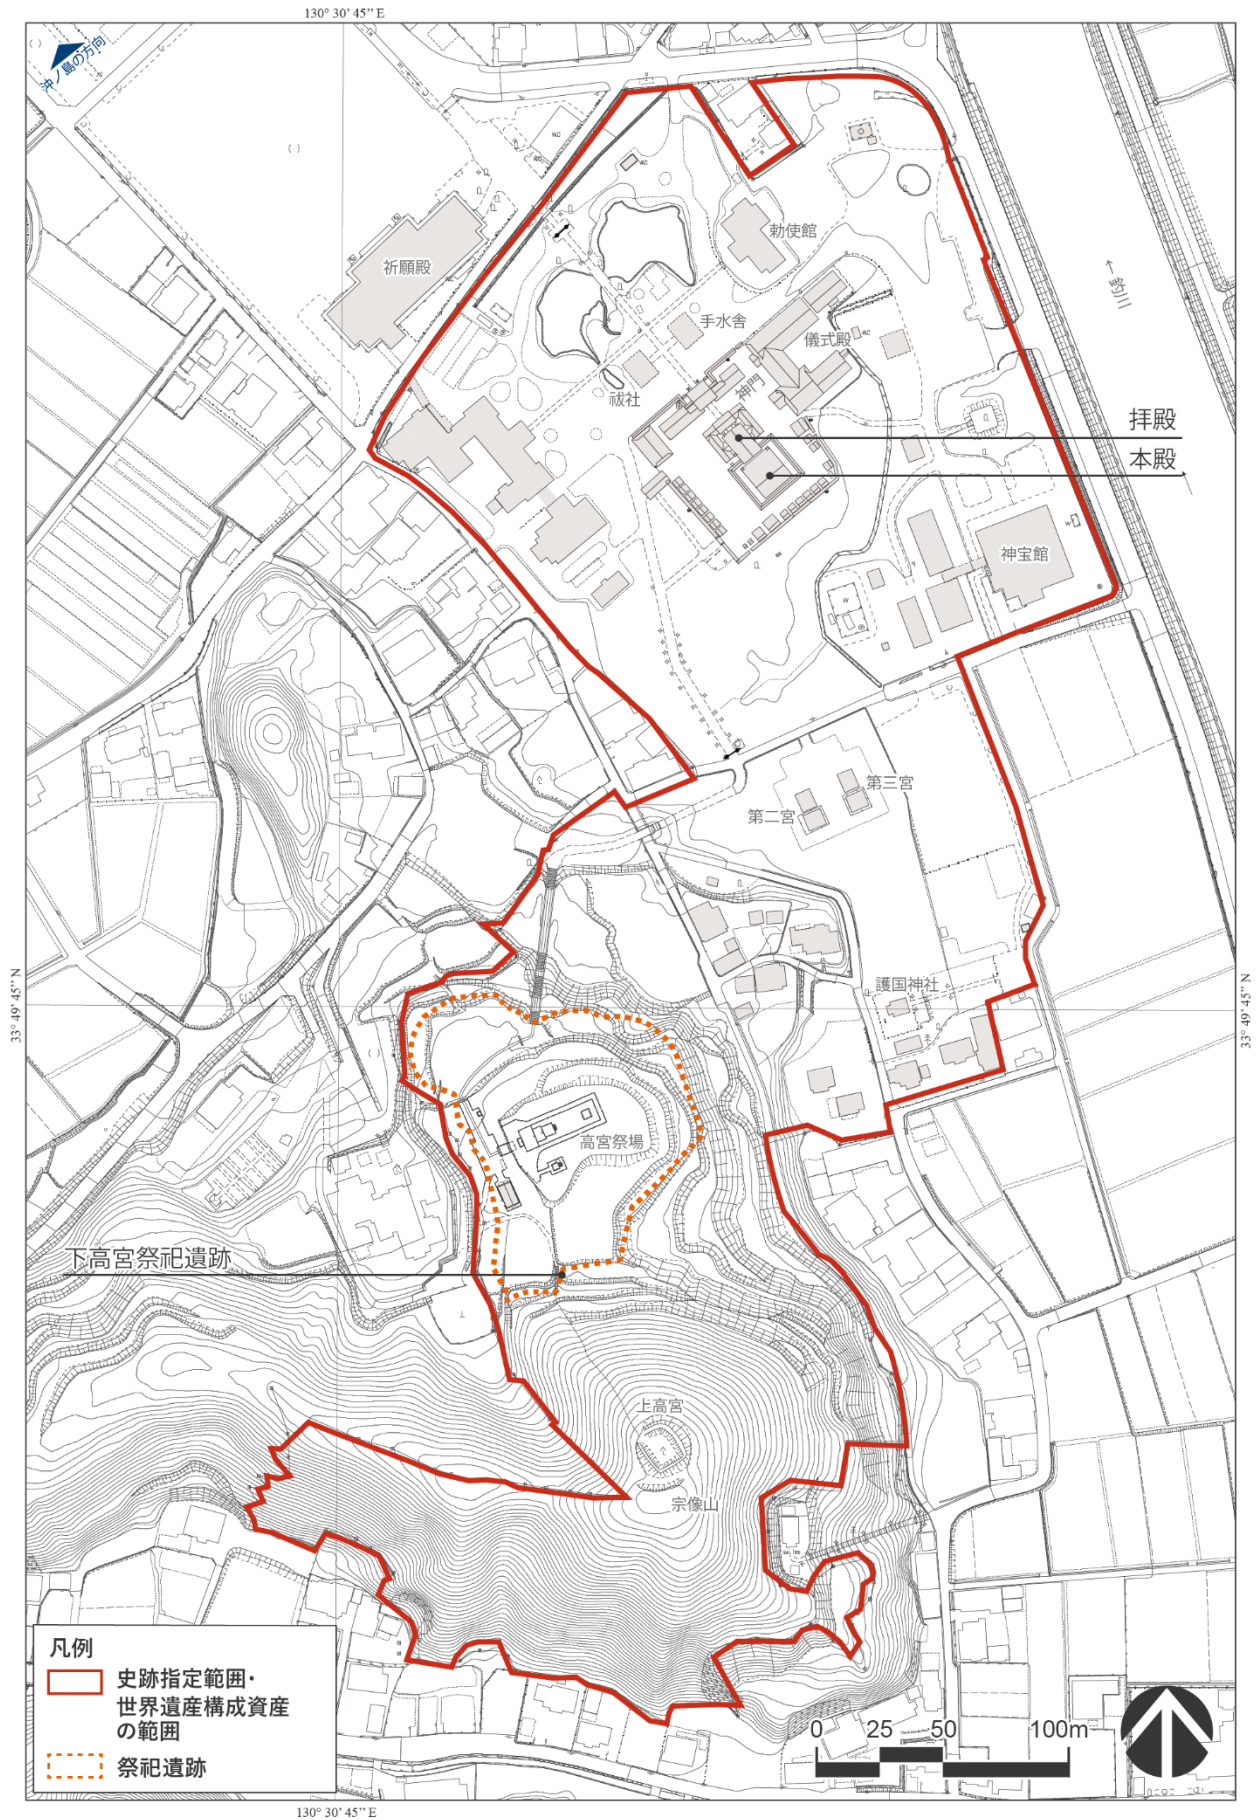 130° 30' 45" E
沖ノ島の方向
( )
( )
WC
WC
勅使館
祈願殿
WC
↑釣川
手水舎
儀式殿
WC
神門
祓社
拝殿
本殿
神宝館
W
W
W
第三宮
第二宮
33° 49' 45" N
33° 49' 45" N
護国神社
( )
高宮祭場
下高宮祭祀遺跡
上高宮
宗像山
凡例
史跡指定範囲・
世界遺産構成資産
の範囲
祭祀遺跡
0 25 50 100m
130° 30' 45" E